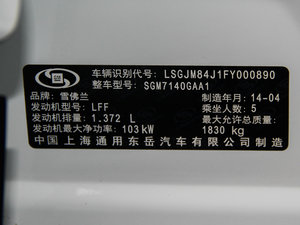 车辆识别代号: LSGJM84J1FY000890
整车型号: SGM7140GAA1
品牌: 雪佛兰 制造年月: 14-04
发动机型号: LFF 乘坐人数: 5
发动机排量: 1.372 L 最大允许总质量:
发动机最大净功率: 103 kW 1830 kg
中国上海通用东岳汽车有限公司制造